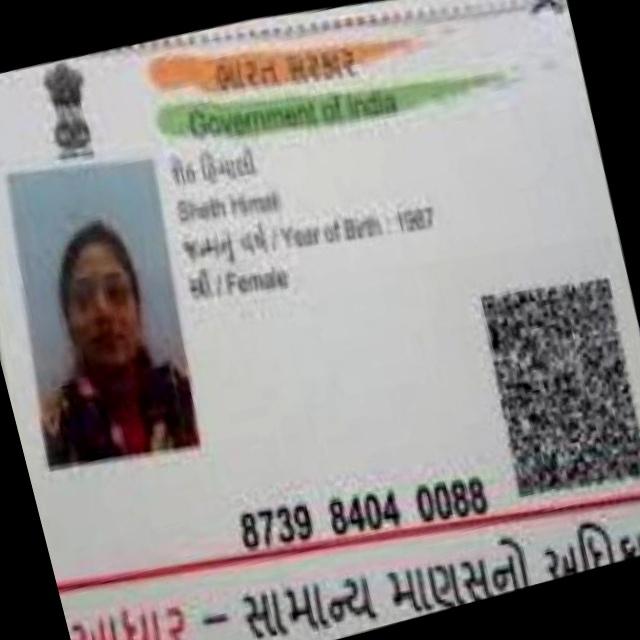 ભારત સરકાર
Government of India
શેઠ હિમાલી
Sheth Himali
જન્મનું વર્ષ / Year of Birth : 1987
સ્ત્રી / Female
8739 8404 0088
આધાર – સામાન્ય માણસનો